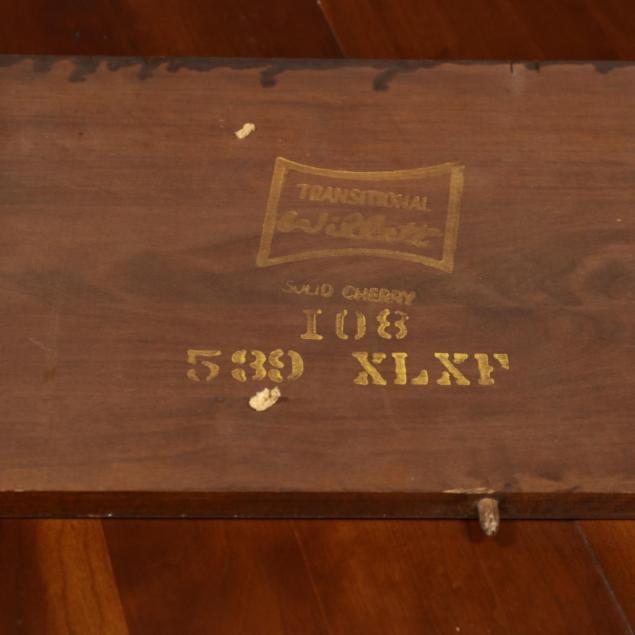 TRANSITIONAL
Willett
SOLID CHERRY
108
539 XLXF